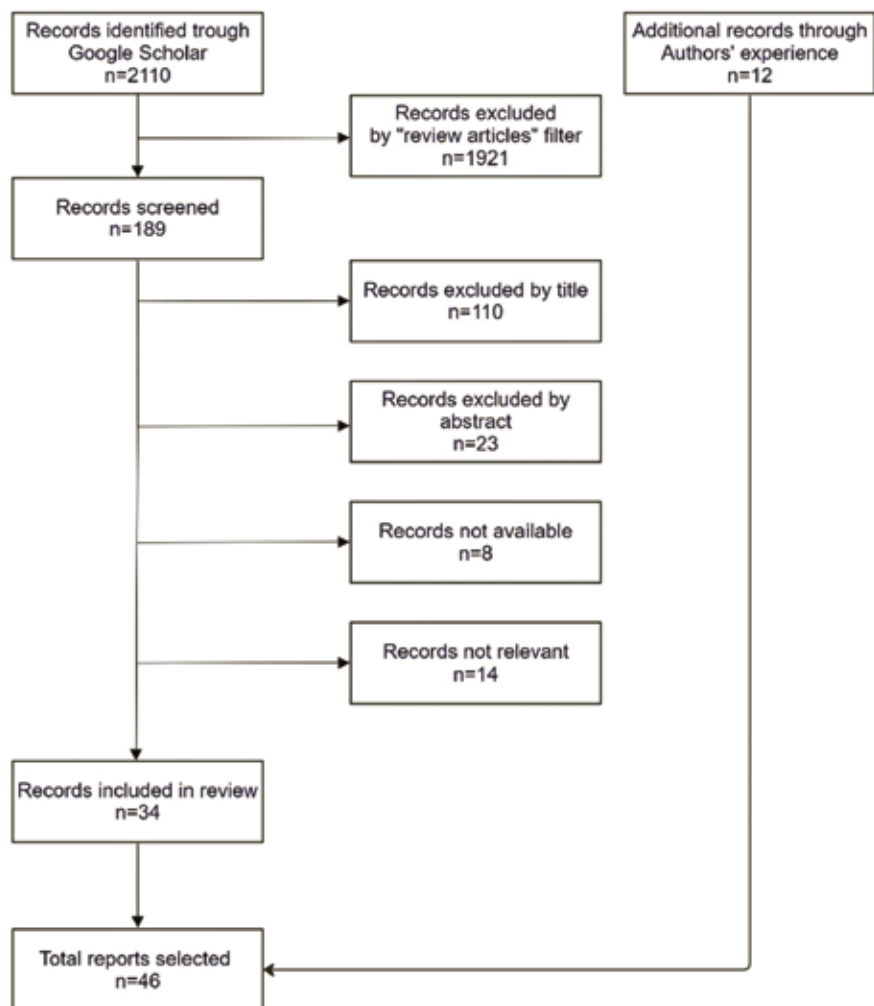 Records identified trough
Google Scholar
n=2110
Additional records through
Authors' experience
n=12
Records excluded
by "review articles" filter
n=1921
Records screened
n=189
Records excluded by title
n=110
Records excluded by
abstract
n=23
Records not available
n=8
Records not relevant
n=14
Records included in review
n=34
Total reports selected
n=46